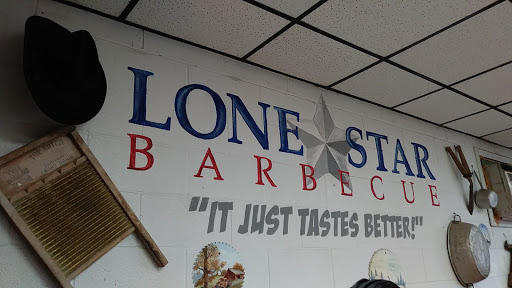 LONE STAR
BARBECUE
"IT JUST TASTES BETTER!"